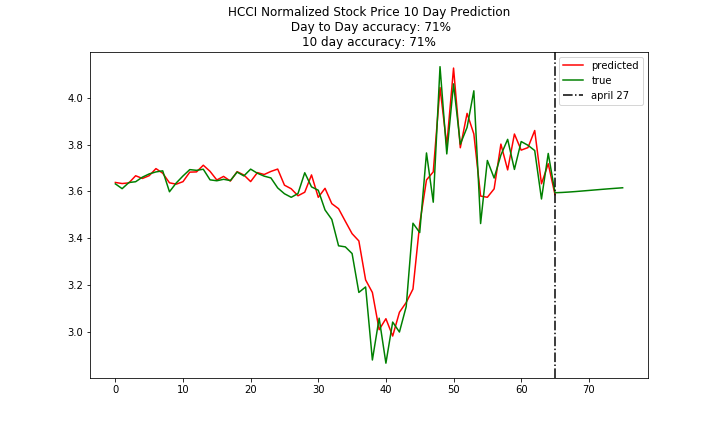 HCCI Normalized Stock Price 10 Day Prediction
Day to Day accuracy: 71%
10 day accuracy: 71%
predicted
true
april 27
4.0
3.8
3.6
3.4
3.2
3.0
0 10 20 30 40 50 60 70